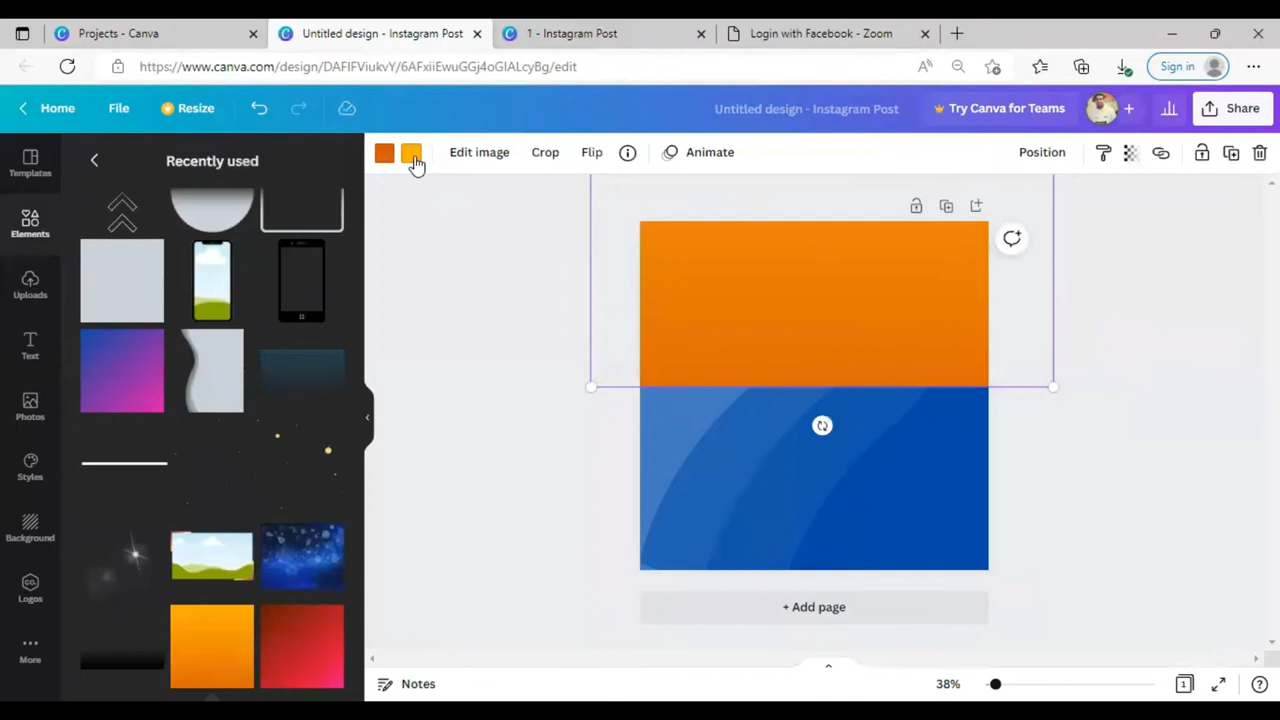 Projects - Canva
Untitled design - Instagram Post
1 - Instagram Post
Login with Facebook - Zoom
https://www.canva.com/design/DAFIFViukvY/6AFxiiEwuGGj4oGIALcyBg/edit
Sign in
Home
File
Resize
Untitled design - Instagram Post
Try Canva for Teams
Share
Templates
Elements
Uploads
Text
Photos
Styles
Background
Logos
More
Recently used
Edit image
Crop
Flip
Animate
Position
+ Add page
Notes
38%
1